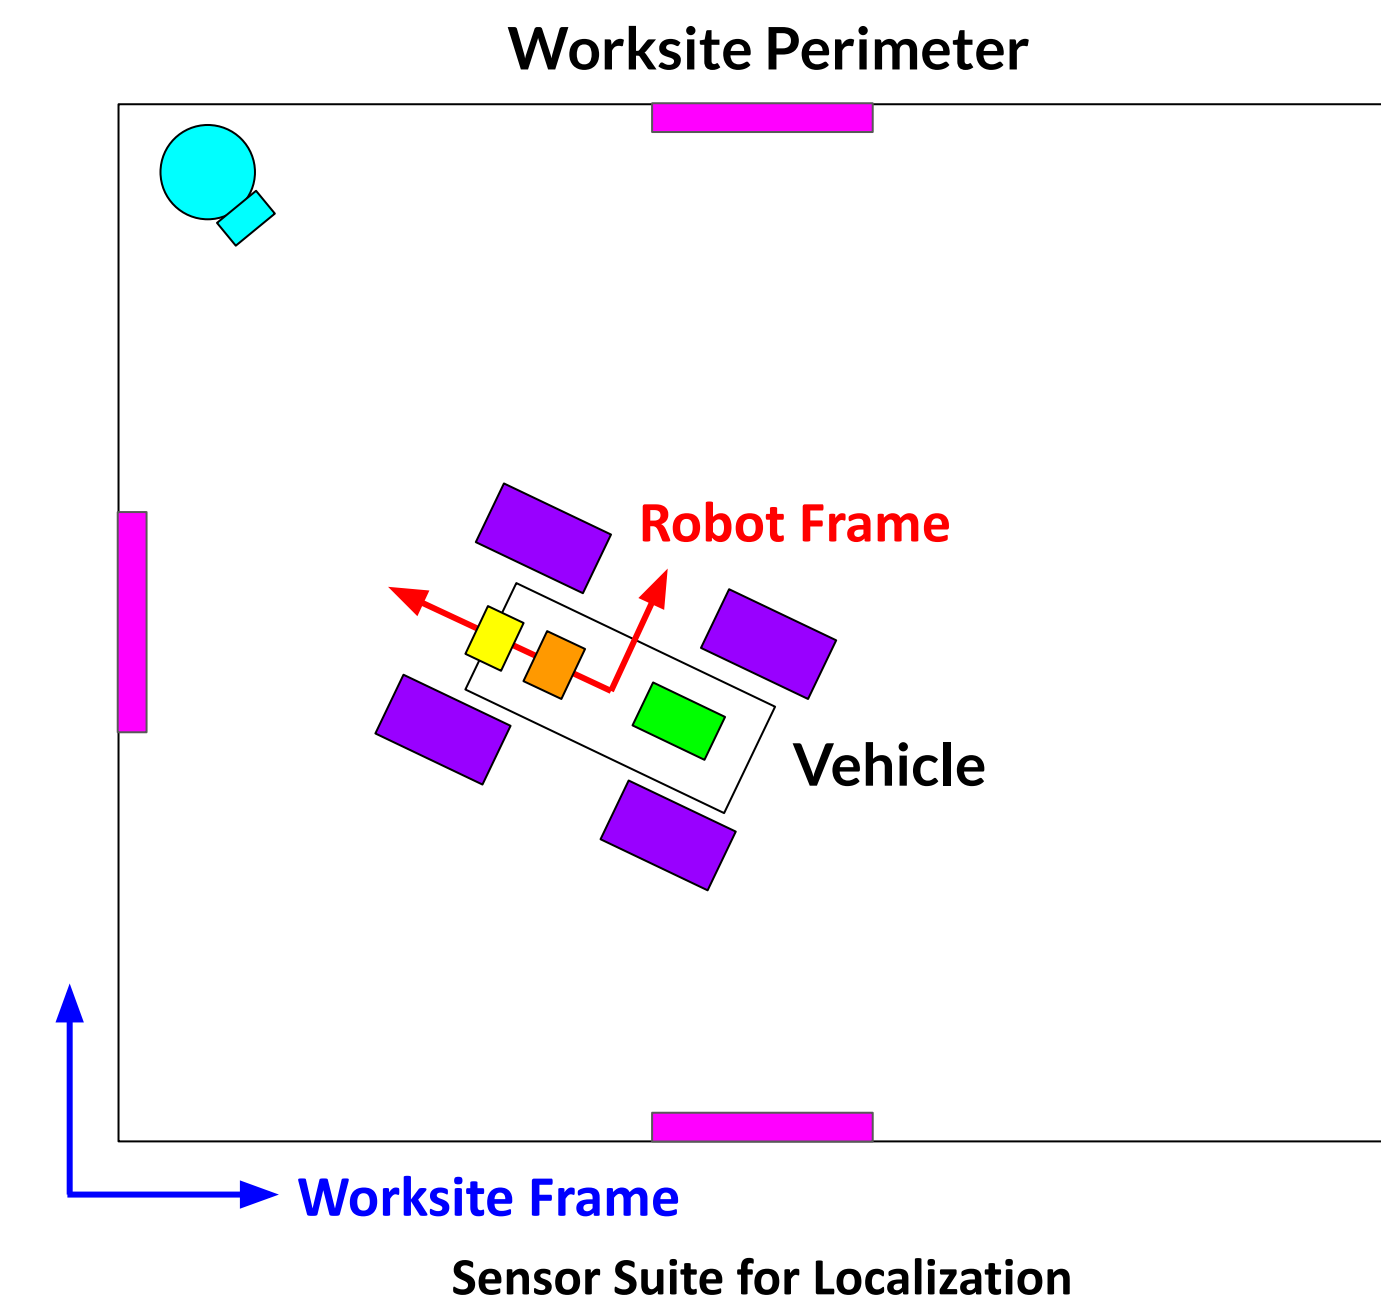 Worksite Perimeter
Robot Frame
Vehicle
Worksite Frame
Sensor Suite for Localization